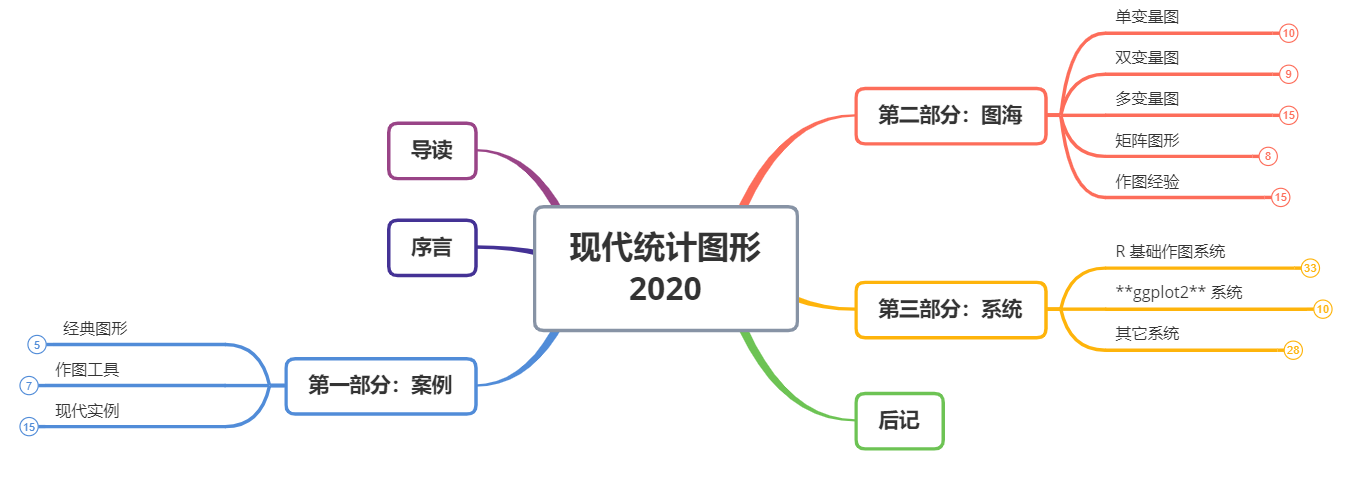 现代统计图形
2020
导读
序言
第一部分：案例
经典图形
5
作图工具
7
现代实例
15
第二部分：图海
单变量图
10
双变量图
9
多变量图
15
矩阵图形
8
作图经验
15
第三部分：系统
R 基础作图系统
33
**ggplot2** 系统
10
其它系统
28
后记